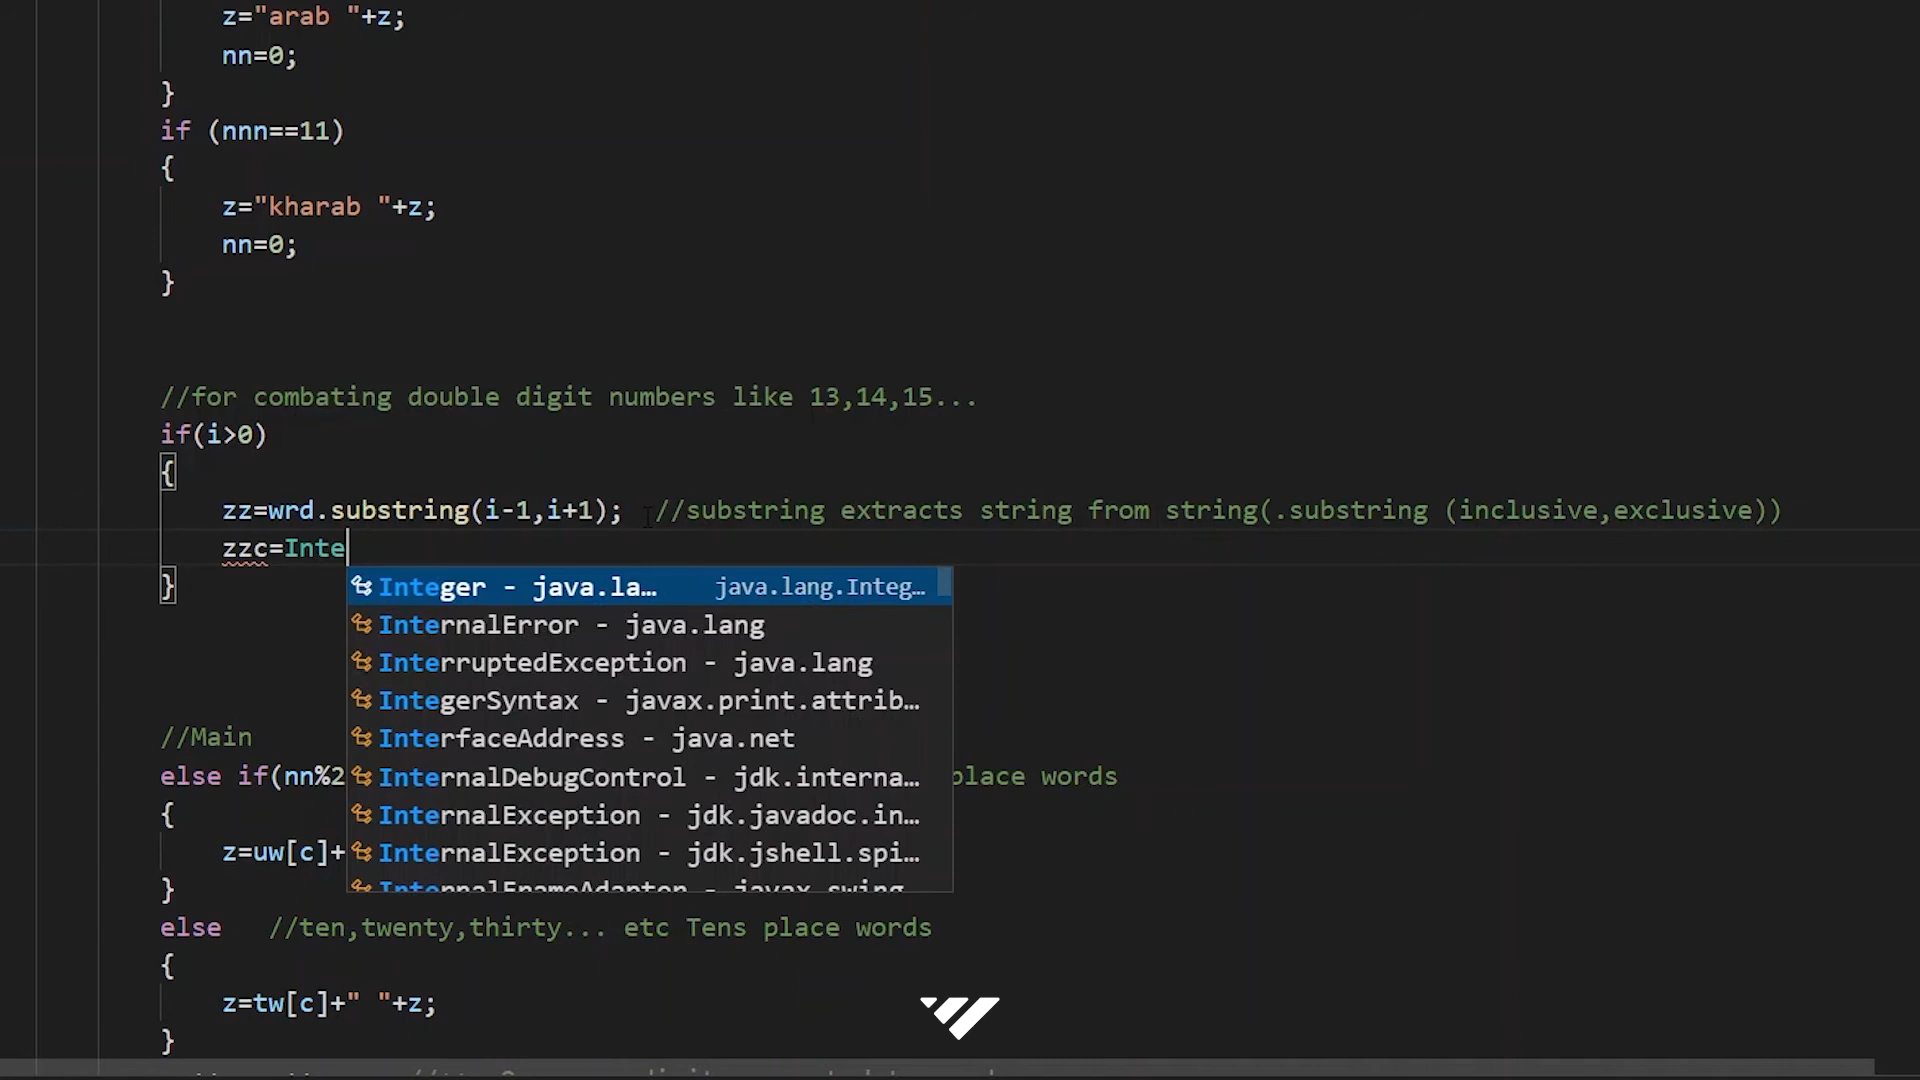 z="arab "+z;
nn=0;
}
if (nnn==11)
{
z="kharab "+z;
nn=0;
}
//for combating double digit numbers like 13,14,15...
if(i>0)
{
zz=wrd.substring(i-1,i+1); //substring extracts string from string(.substring (inclusive,exclusive))
zzc=Inte
}
Integer - java.la… java.lang.Integ…
InternalError - java.lang
InterruptedException - java.lang
IntegerSyntax - javax.print.attrib…
InterfaceAddress - java.net
InternalDebugControl - jdk.interna…
InternalException - jdk.javadoc.in…
InternalException - jdk.jshell.spi…
//Main
else if(nn%2 place words
{
z=uw[c]+
}
else //ten,twenty,thirty... etc Tens place words
{
z=tw[c]+" "+z;
}